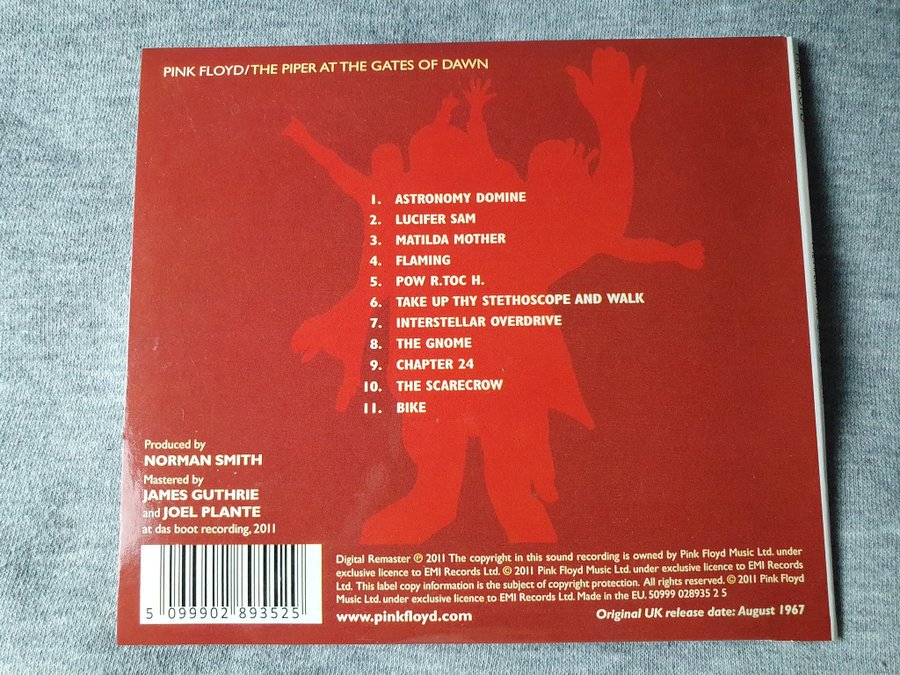 PINK FLOYD/THE PIPER AT THE GATES OF DAWN
1. ASTRONOMY DOMINE
2. LUCIFER SAM
3. MATILDA MOTHER
4. FLAMING
5. POW R.TOC H.
6. TAKE UP THY STETHOSCOPE AND WALK
7. INTERSTELLAR OVERDRIVE
8. THE GNOME
9. CHAPTER 24
10. THE SCARECROW
11. BIKE
Produced by
NORMAN SMITH
Mastered by
JAMES GUTHRIE
and JOEL PLANTE
at das boot recording, 2011
5 099902 893525
Digital Remaster ℗ 2011 The copyright in this sound recording is owned by Pink Floyd Music Ltd. under
exclusive licence to EMI Records Ltd. © 2011 Pink Floyd Music Ltd. under exclusive licence to EMI Records
Ltd. This label copy information is the subject of copyright protection. All rights reserved. © 2011 Pink Floyd
Music Ltd. under exclusive licence to EMI Records Ltd. Made in the EU. 50999 028935 2 5
www.pinkfloyd.com
Original UK release date: August 1967